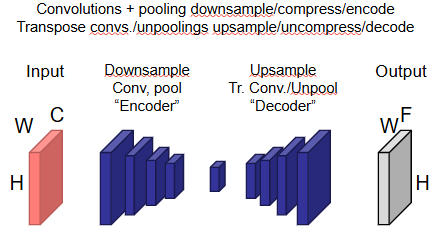 Convolutions + pooling downsample/compress/encode
Transpose convs./unpoolings upsample/uncompress/decode
Input
Downsample
Conv, pool
“Encoder”
Upsample
Tr. Conv./Unpool
“Decoder”
Output
W
C
H
W
F
H